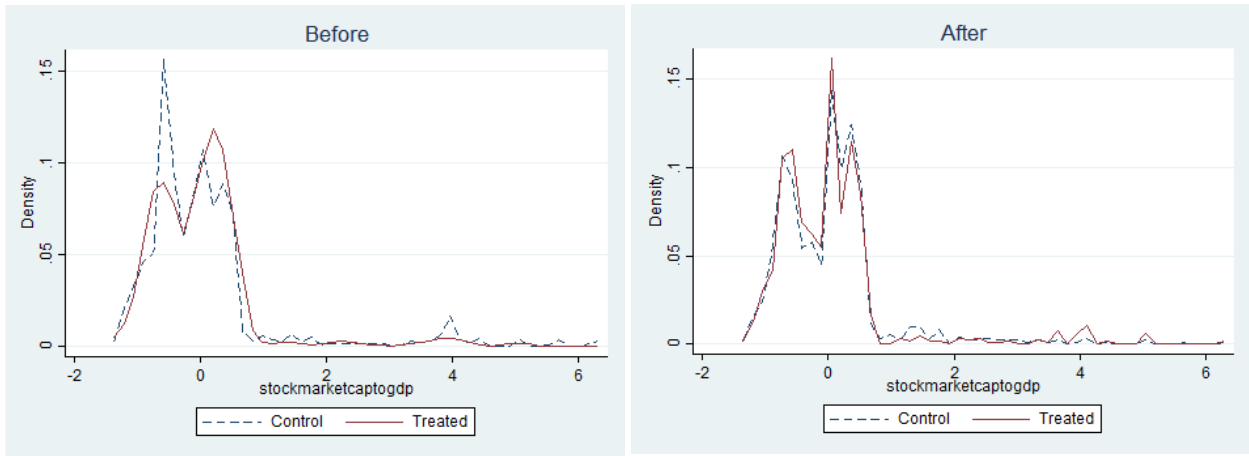 Before
Density
.15
.1
.05
0
-2 0 2 4 6
stockmarketcaptogdp
Control Treated
After
Density
.15
.1
.05
0
-2 0 2 4 6
stockmarketcaptogdp
Control Treated